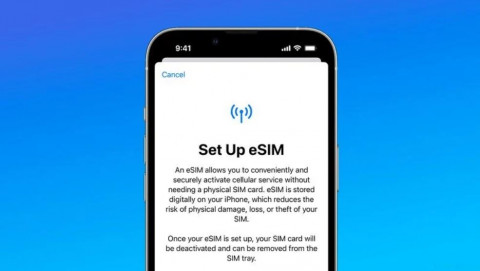 9:41
Cancel
Set Up eSIM
An eSIM allows you to conveniently and
securely activate cellular service without
needing a physical SIM card. eSIM is stored
digitally on your iPhone, which reduces the
risk of physical damage, loss, or theft of your
SIM.
Once your eSIM is set up, your SIM card will
be deactivated and can be removed from the
SIM tray.